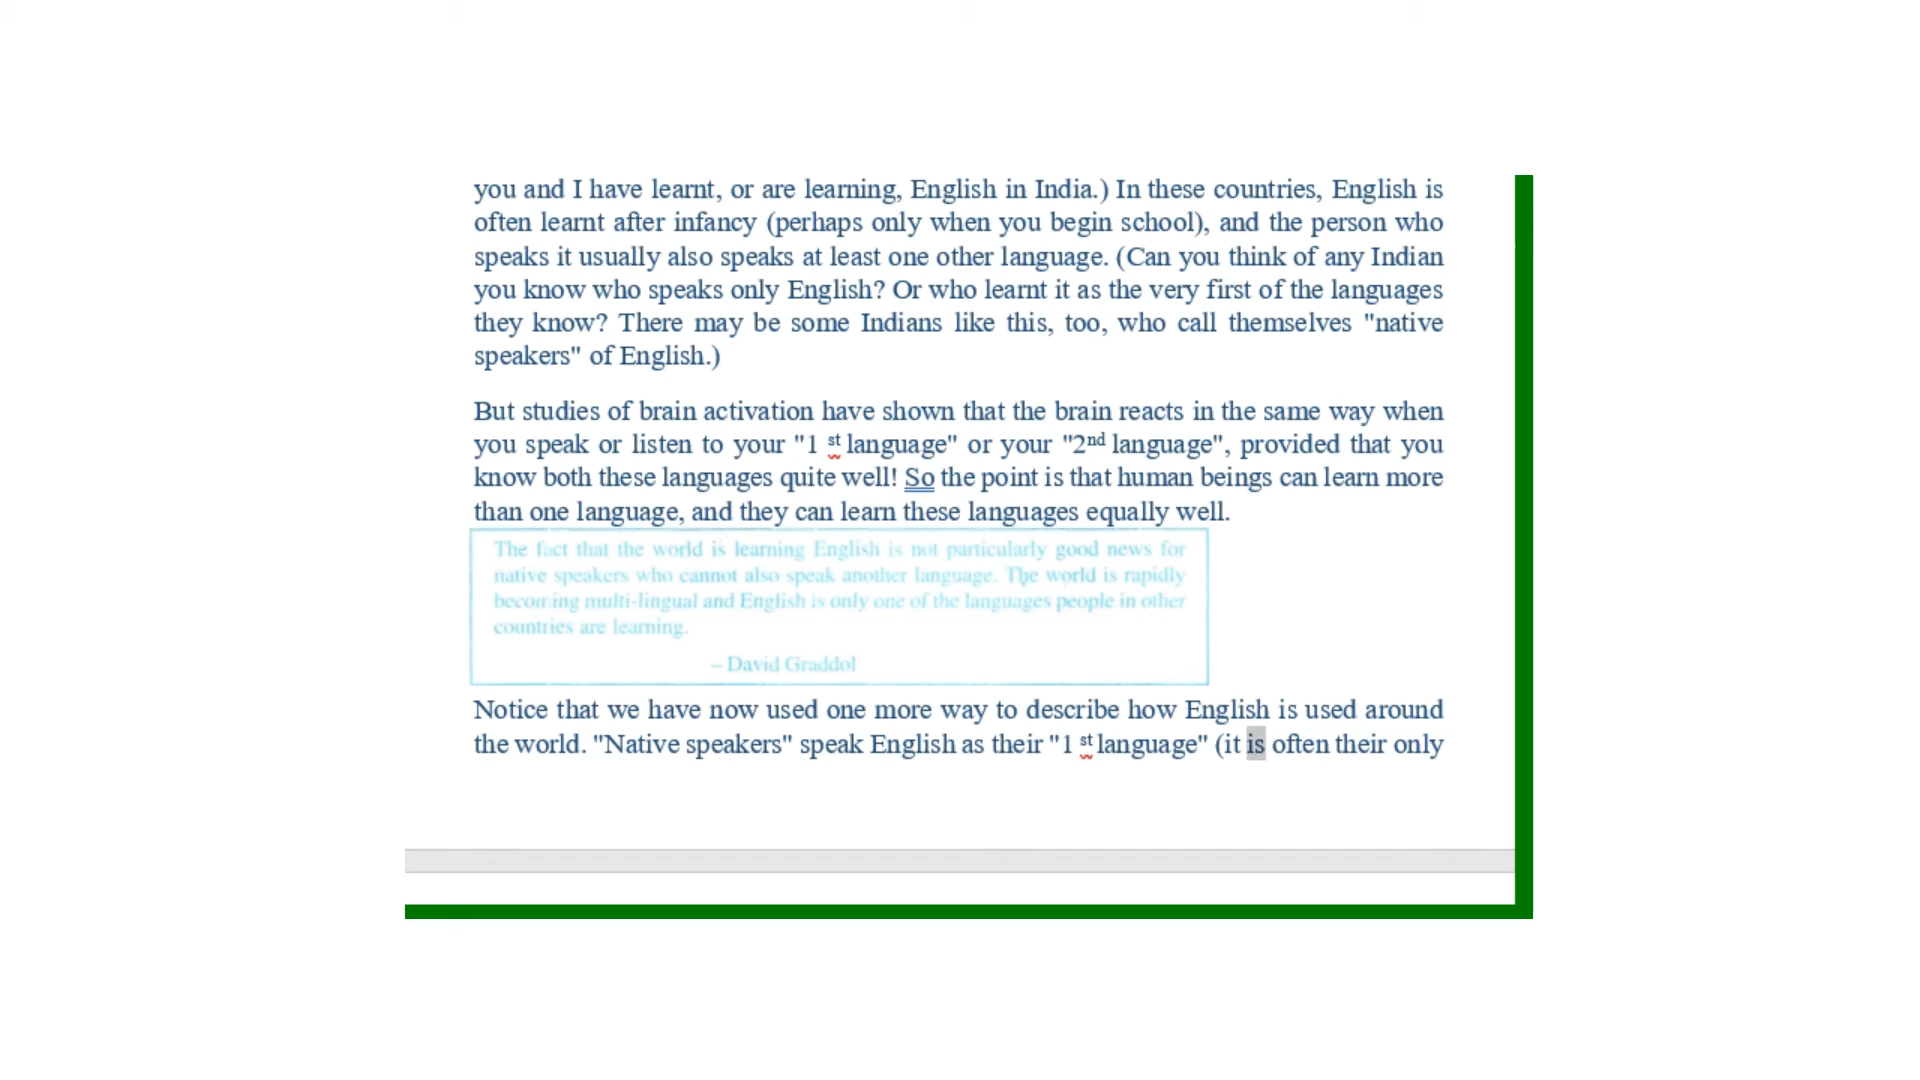 you and I have learnt, or are learning, English in India.) In these countries, English is
often learnt after infancy (perhaps only when you begin school), and the person who
speaks it usually also speaks at least one other language. (Can you think of any Indian
you know who speaks only English? Or who learnt it as the very first of the languages
they know? There may be some Indians like this, too, who call themselves "native
speakers" of English.)
But studies of brain activation have shown that the brain reacts in the same way when
you speak or listen to your "1 st language" or your "2nd language", provided that you
know both these languages quite well! So the point is that human beings can learn more
than one language, and they can learn these languages equally well.
The fact that the world is learning English is not particularly good news for
native speakers who cannot also speak another language. The world is rapidly
becoming multi-lingual and English is only one of the languages people in other
countries are learning.
– David Graddol
Notice that we have now used one more way to describe how English is used around
the world. "Native speakers" speak English as their "1 st language" (it is often their only